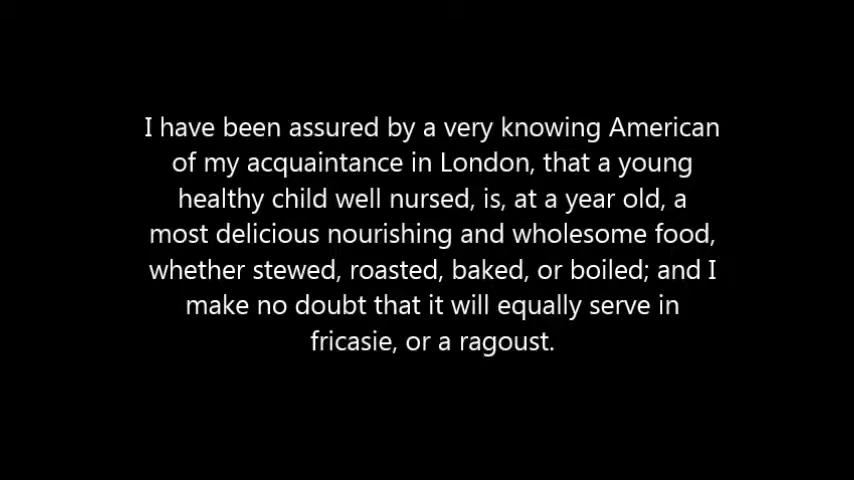 I have been assured by a very knowing American
of my acquaintance in London, that a young
healthy child well nursed, is, at a year old, a
most delicious nourishing and wholesome food,
whether stewed, roasted, baked, or boiled; and I
make no doubt that it will equally serve in
fricasie, or a ragoust.